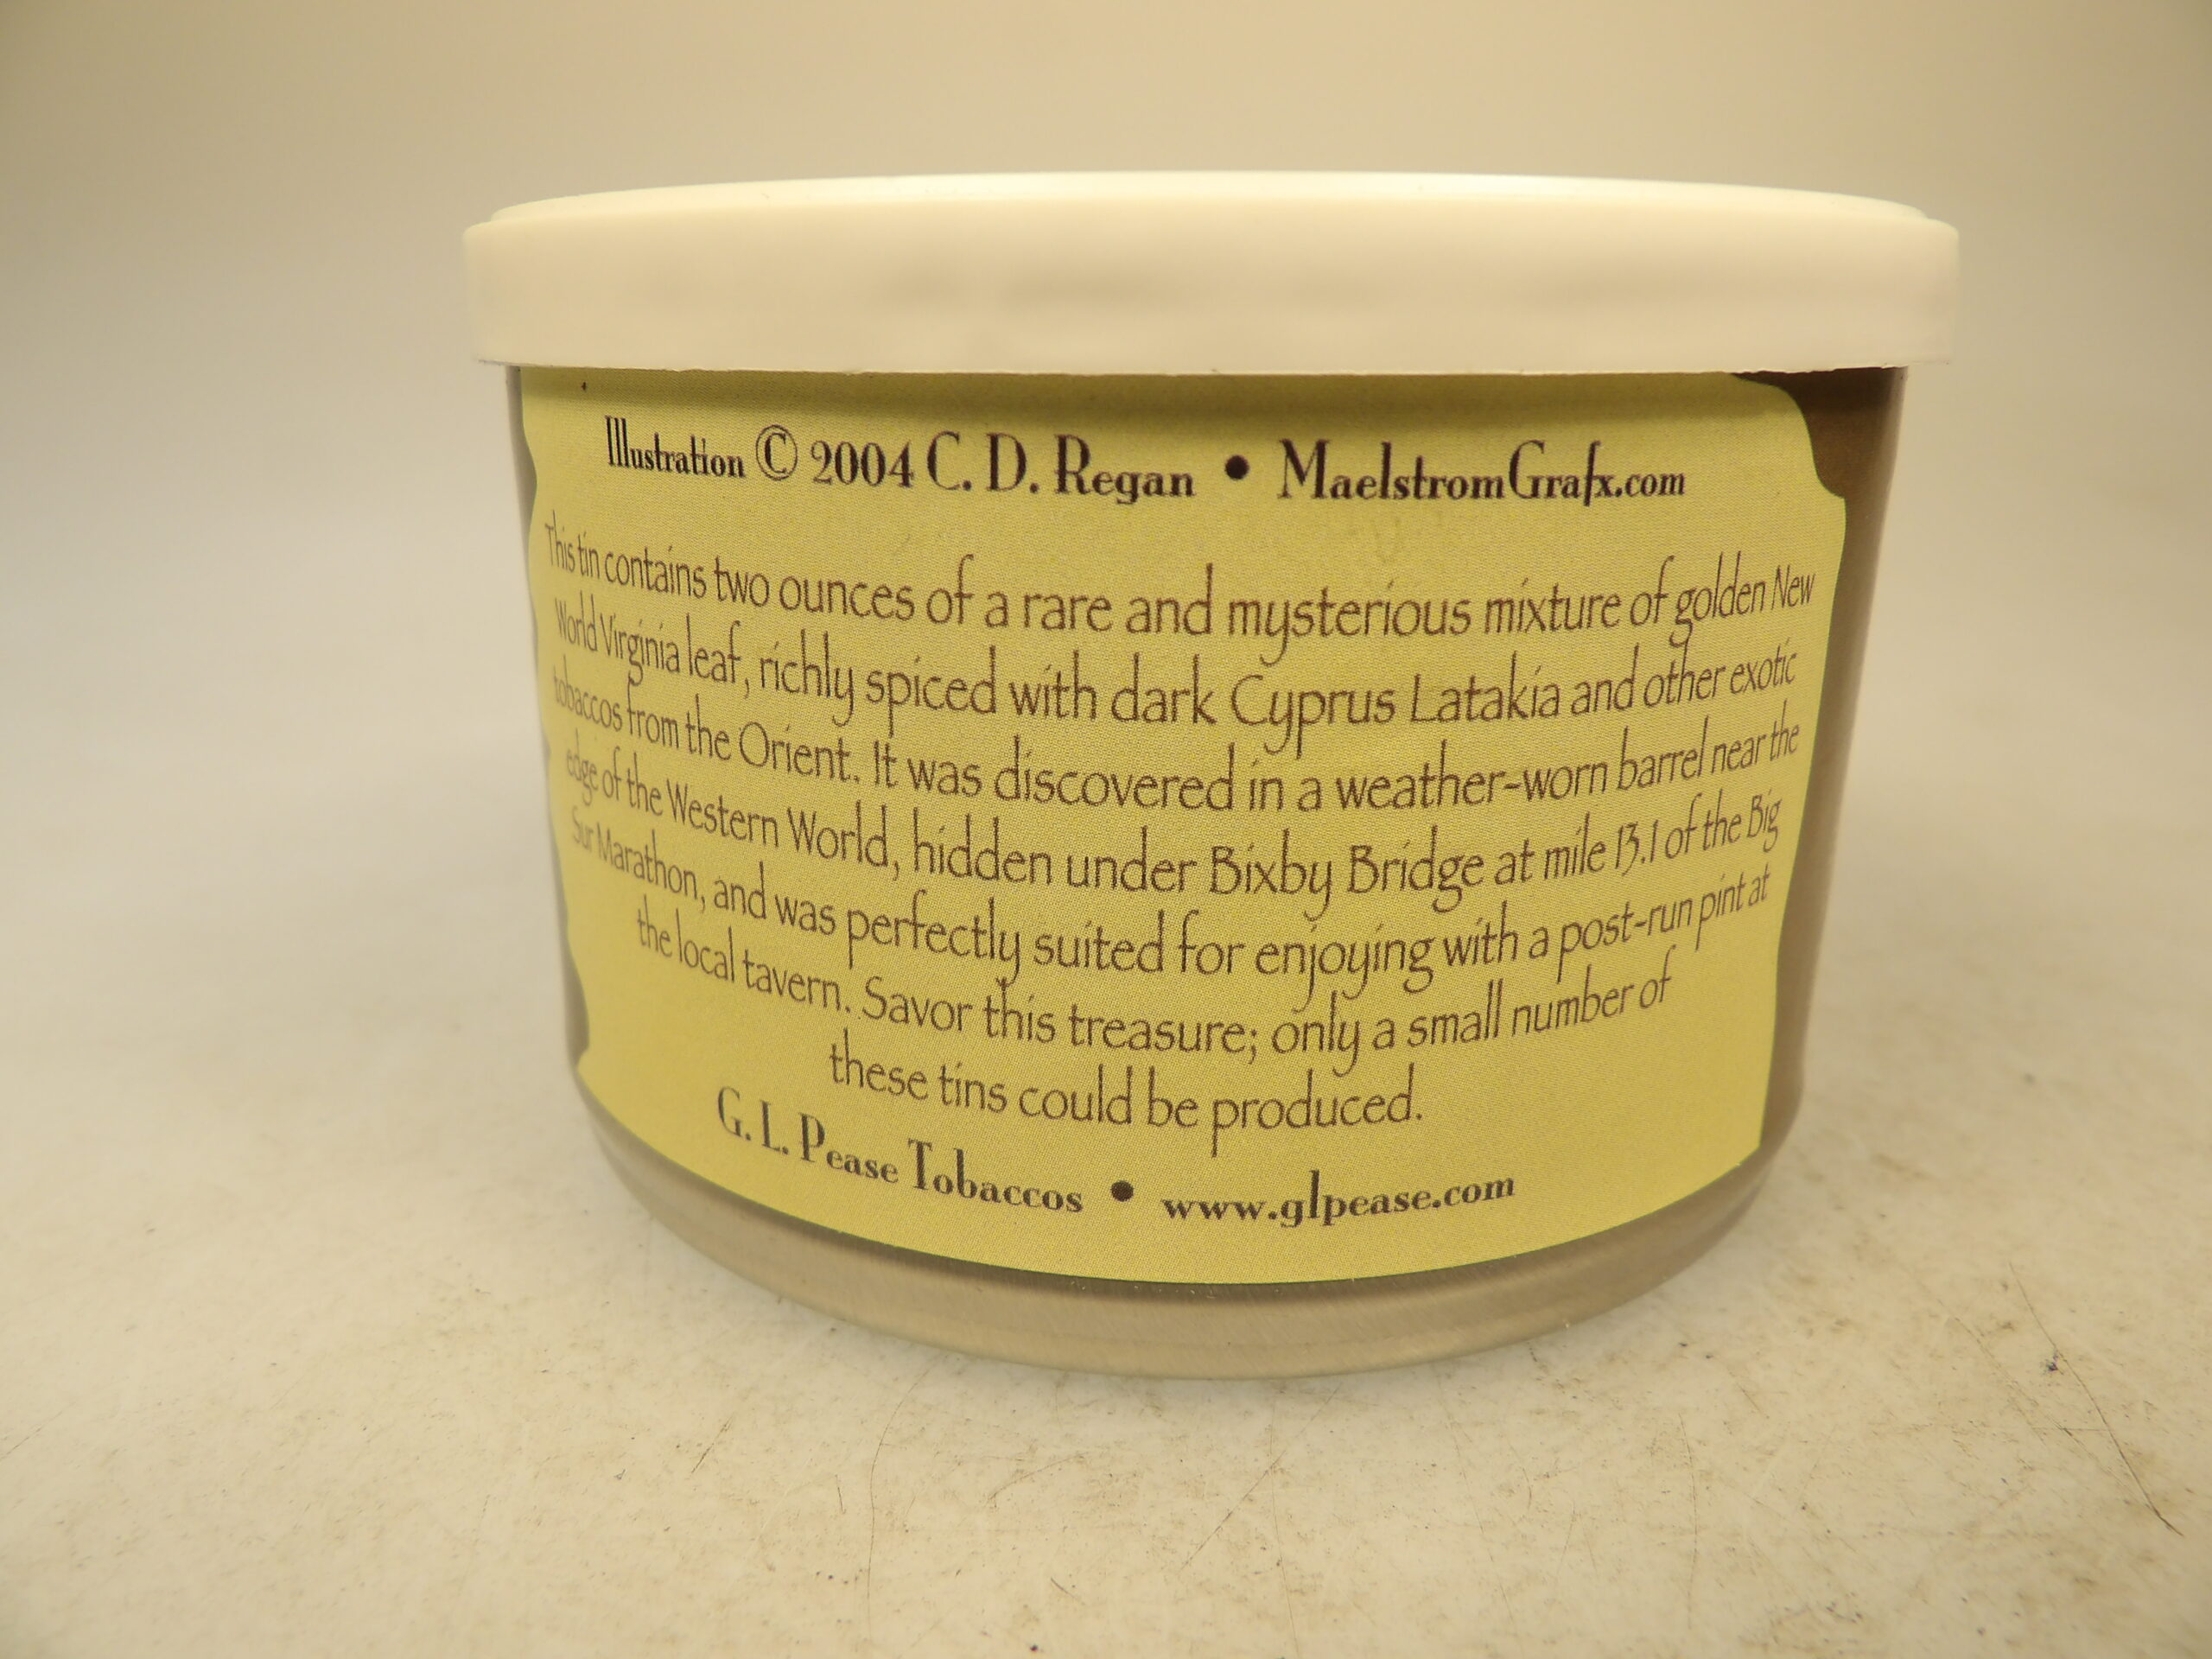 Illustration © 2004 C. D. Regan • MaelstromGrafx.com
This tin contains two ounces of a rare and mysterious mixture of golden New
World Virginia leaf, richly spiced with dark Cyprus Latakia and other exotic
tobaccos from the Orient. It was discovered in a weather-worn barrel near the
edge of the Western World, hidden under Bixby Bridge at mile 13.1 of the Big
Sur Marathon, and was perfectly suited for enjoying with a post-run pint at
the local tavern. Savor this treasure; only a small number of
these tins could be produced.
G. L. Pease Tobaccos • www.glpease.com